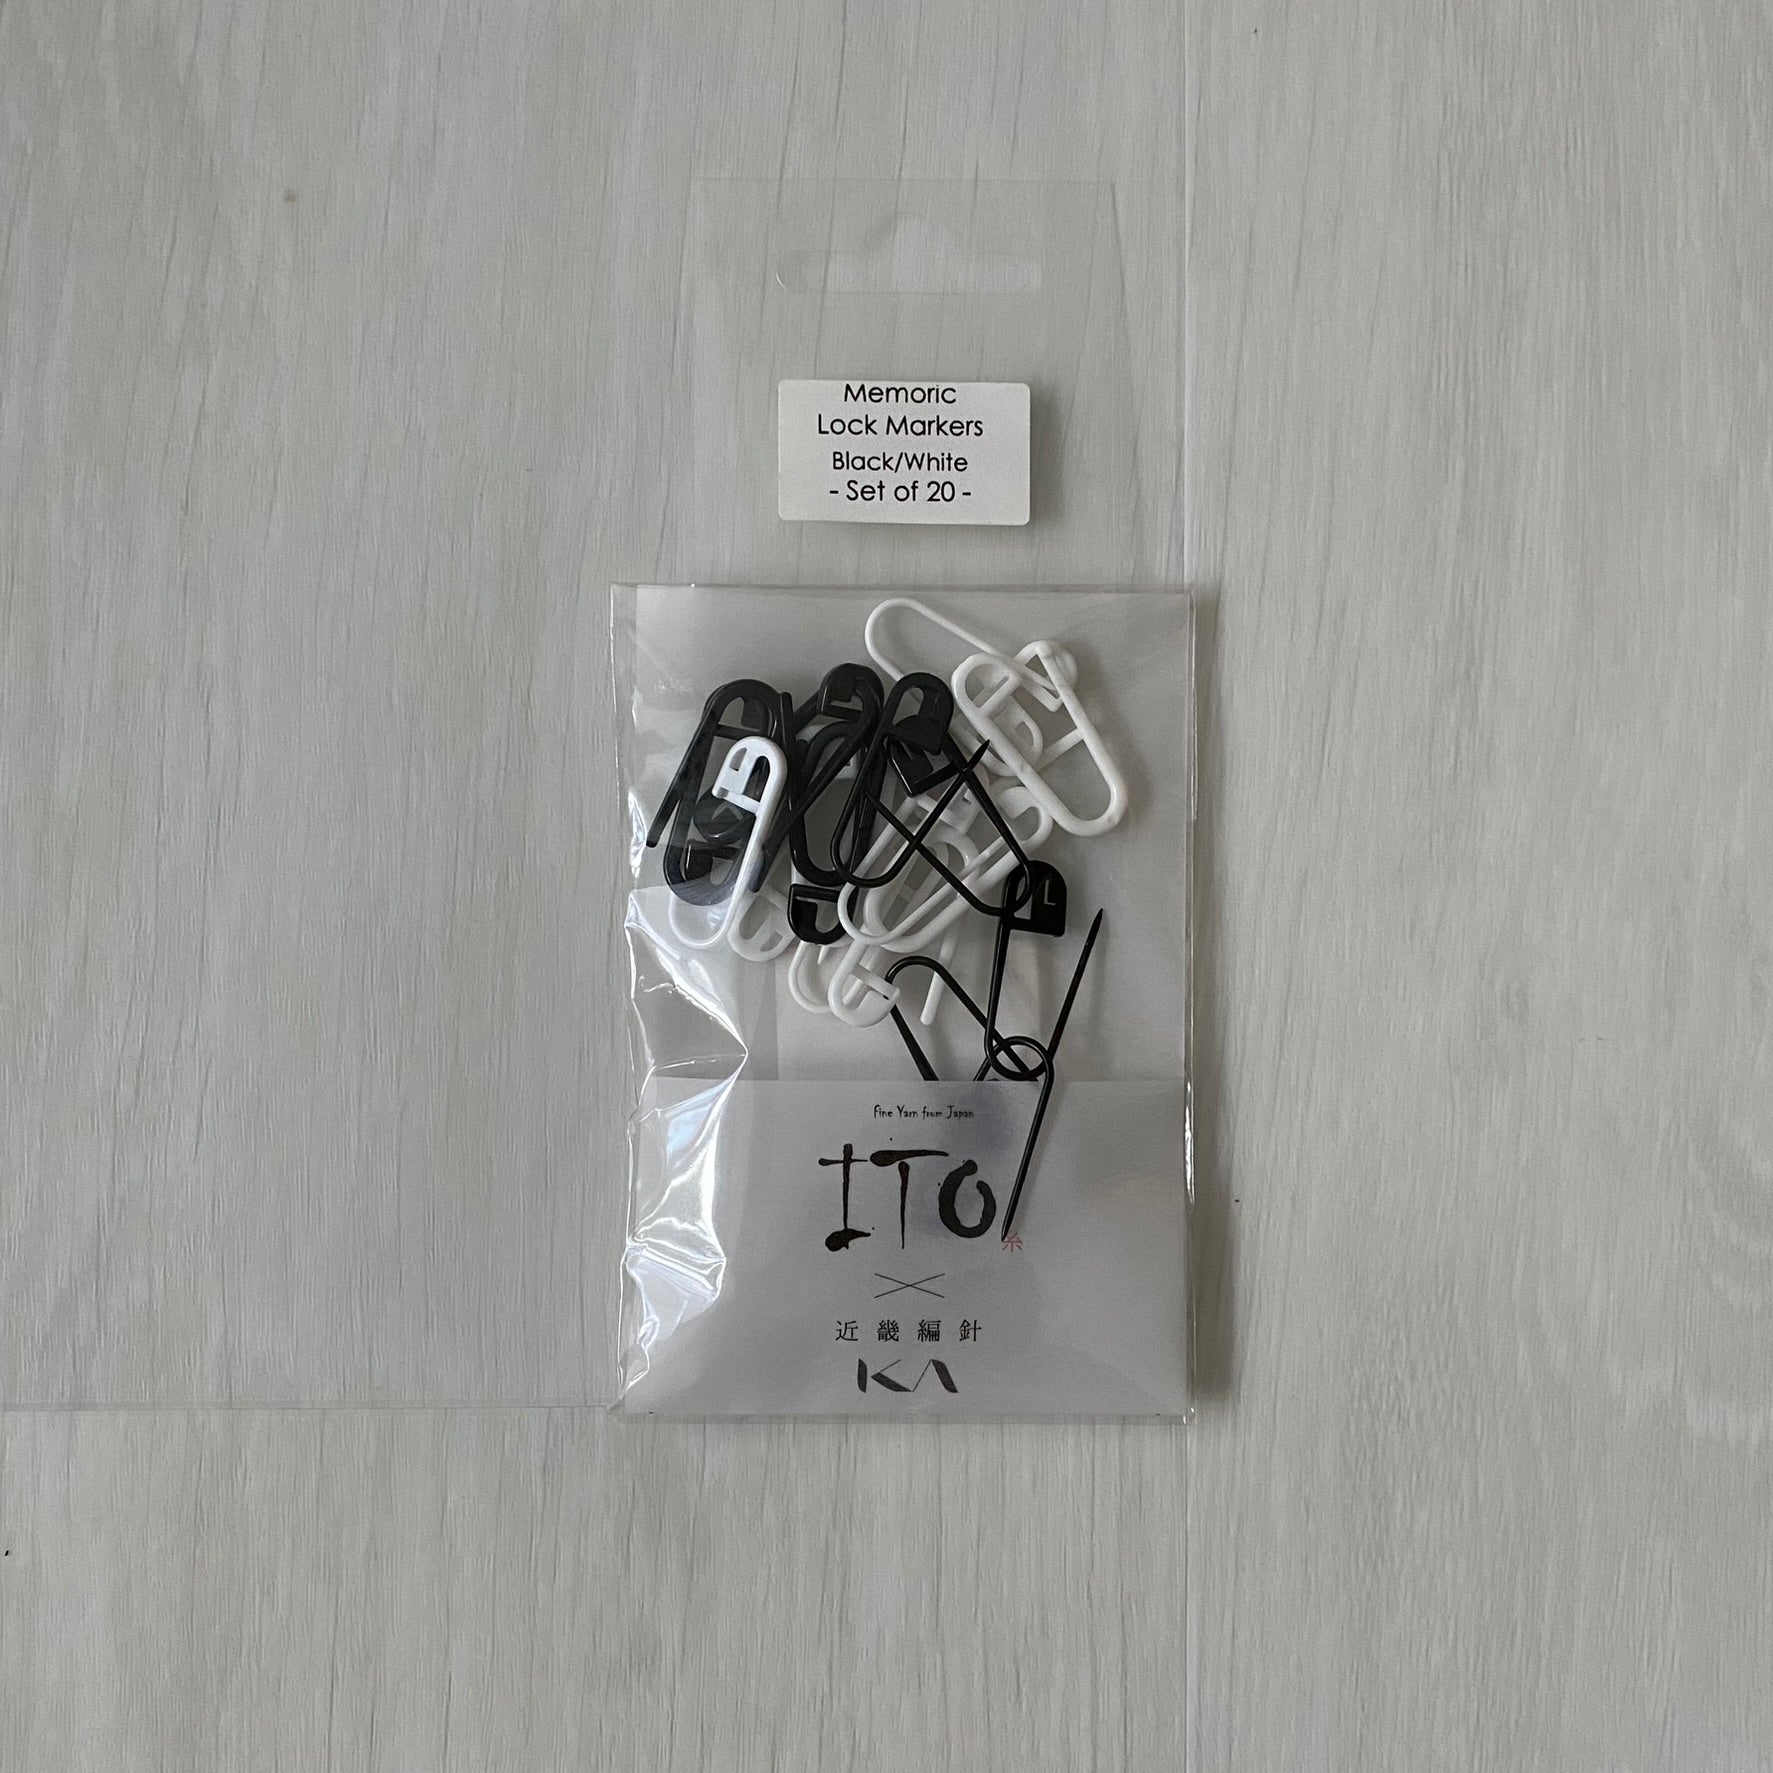 Memoric
Lock Markers
Black/White
- Set of 20 -
Fine Yarn from Japan
ITO
糸
×
近畿編針
KA